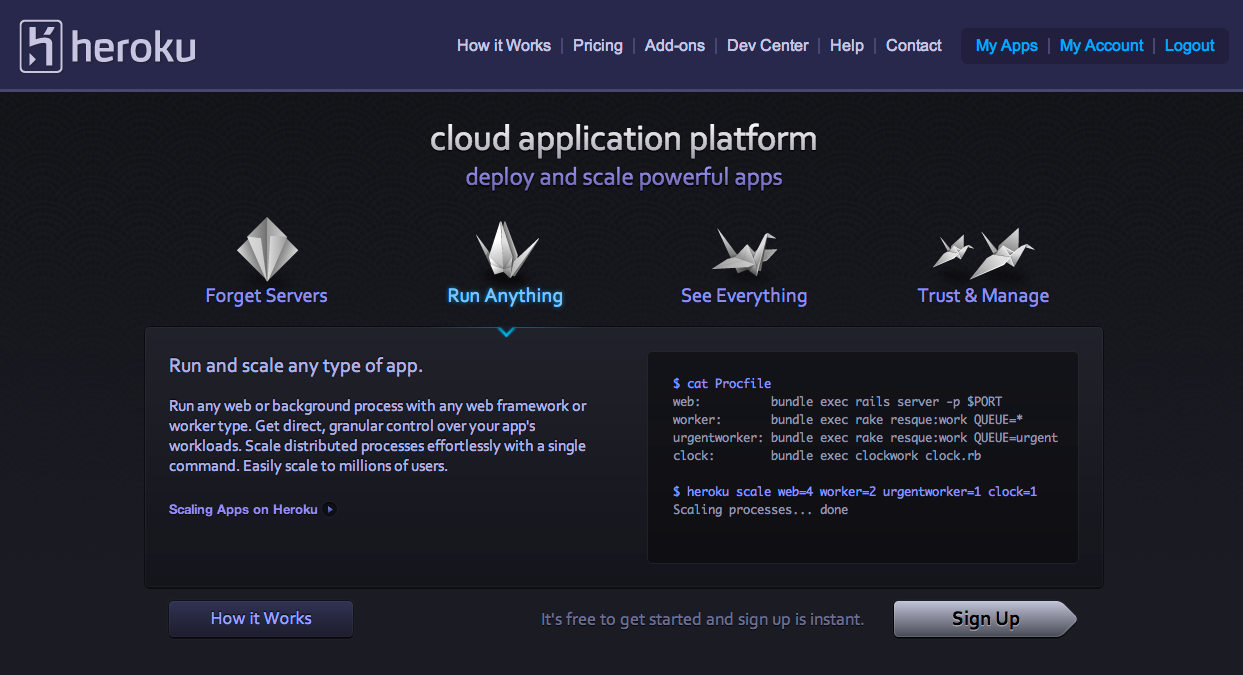 heroku
How it Works
Pricing
Add-ons
Dev Center
Help
Contact
My Apps
My Account
Logout
cloud application platform
deploy and scale powerful apps
Forget Servers
Run Anything
See Everything
Trust & Manage
Run and scale any type of app.
Run any web or background process with any web framework or
worker type. Get direct, granular control over your app's
workloads. Scale distributed processes effortlessly with a single
command. Easily scale to millions of users.
Scaling Apps on Heroku
$ cat Procfile
web: bundle exec rails server -p $PORT
worker: bundle exec rake resque:work QUEUE=*
urgentworker: bundle exec rake resque:work QUEUE=urgent
clock: bundle exec clockwork clock.rb
$ heroku scale web=4 worker=2 urgentworker=1 clock=1
Scaling processes... done
How it Works
It's free to get started and sign up is instant.
Sign Up